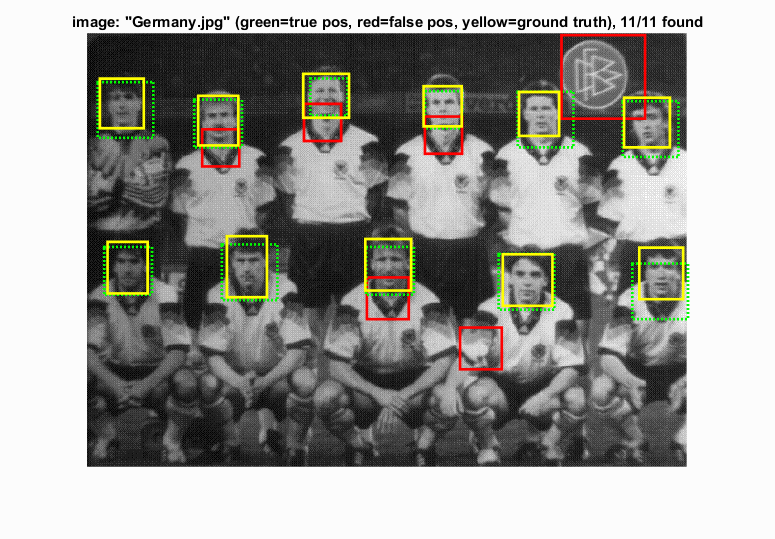 image: "Germany.jpg" (green=true pos, red=false pos, yellow=ground truth), 11/11 found